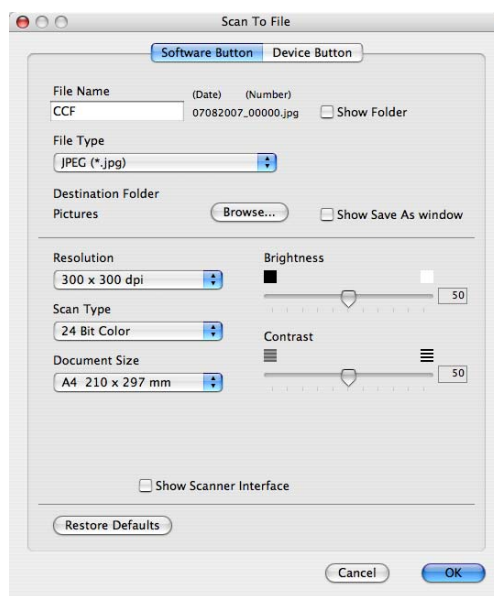 Scan To File
Software Button Device Button
File Name (Date) (Number)
CCF 07082007_00000.jpg Show Folder
File Type
JPEG (*.jpg)
Destination Folder
Pictures Browse... Show Save As window
Resolution Brightness
300 x 300 dpi
50
Scan Type
24 Bit Color
Contrast
Document Size
A4 210 x 297 mm 50
Show Scanner Interface
Restore Defaults
Cancel OK